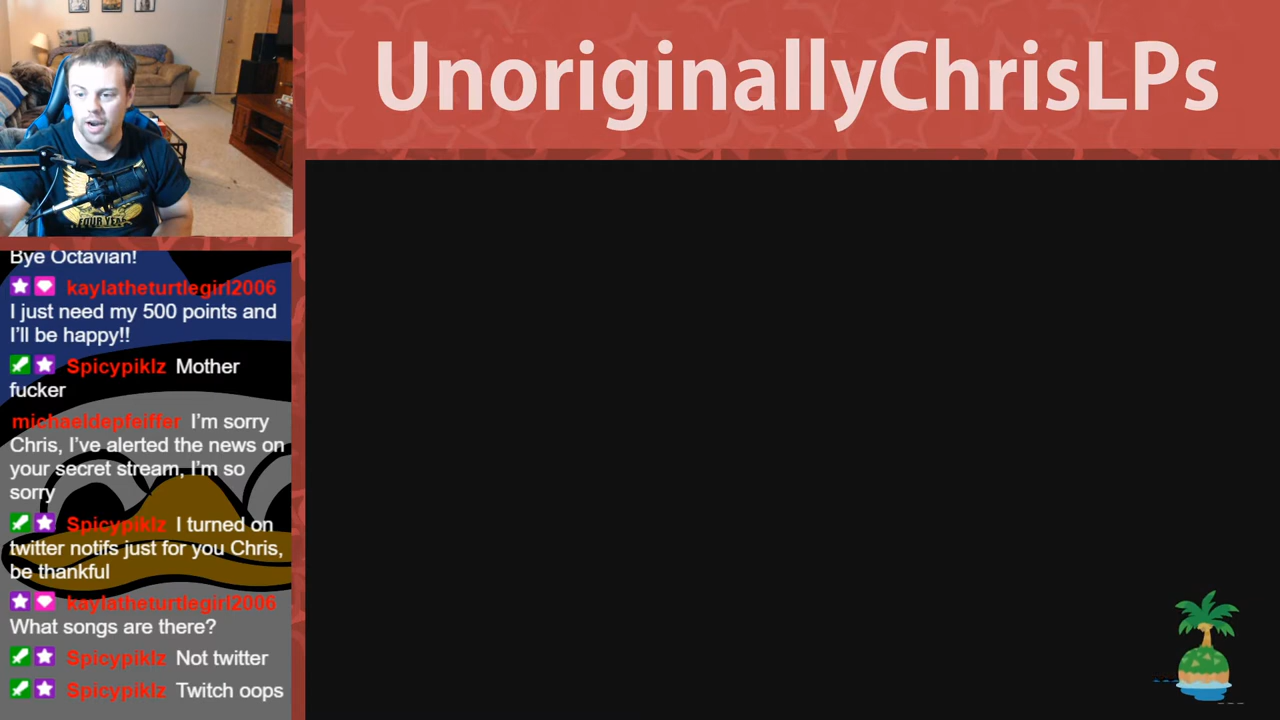 UnoriginallyChrisLPs
FOUR YEAR
Bye Octavian!
kaylatheturtlegirl2006
I just need my 500 points and
I'll be happy!!
Spicypiklz Mother
fucker
michaeldepfeiffer I'm sorry
Chris, I've alerted the news on
your secret stream, I'm so
sorry
Spicypiklz I turned on
twitter notifs just for you Chris,
be thankful
kaylatheturtlegirl2006
What songs are there?
Spicypiklz Not twitter
Spicypiklz Twitch oops